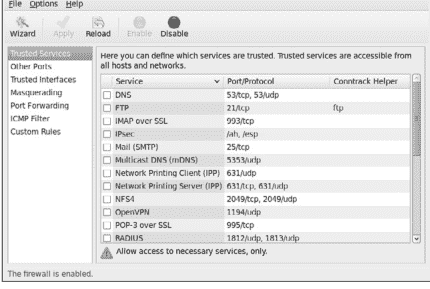 File Options Help
Wizard Apply Reload Enable Disable
Trusted Services
Other Ports
Trusted Interfaces
Masquerading
Port Forwarding
ICMP Filter
Custom Rules
Here you can define which services are trusted. Trusted services are accessible from
all hosts and networks.
Service Port/Protocol Conntrack Helper
DNS 53/tcp, 53/udp
FTP 21/tcp ftp
IMAP over SSL 993/tcp
IPsec /ah, /esp
Mail (SMTP) 25/tcp
Multicast DNS (mDNS) 5353/udp
Network Printing Client (IPP) 631/udp
Network Printing Server (IPP) 631/tcp, 631/udp
NFS4 2049/tcp, 2049/udp
OpenVPN 1194/udp
POP-3 over SSL 995/tcp
RADIUS 1812/udp, 1813/udp
Allow access to necessary services, only.
The firewall is enabled.